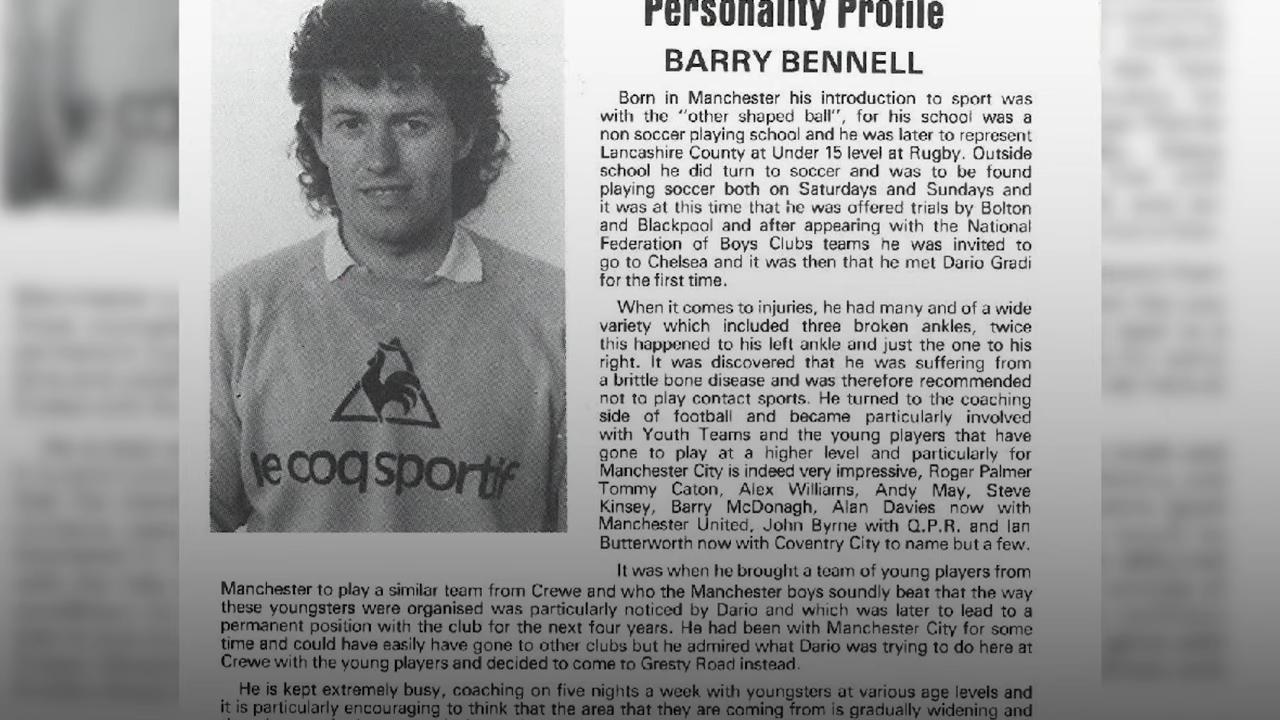 Personality Profile
BARRY BENNELL
Born in Manchester his introduction to sport was
with the "other shaped ball", for his school was a
non soccer playing school and he was later to represent
Lancashire County at Under 15 level at Rugby. Outside
school he did turn to soccer and was to be found
playing soccer both on Saturdays and Sundays and
it was at this time that he was offered trials by Bolton
and Blackpool and after appearing with the National
Federation of Boys Clubs teams he was invited to
go to Chelsea and it was then that he met Dario Gradi
for the first time.
When it comes to injuries, he had many and of a wide
variety which included three broken ankles, twice
this happened to his left ankle and just the one to his
right. It was discovered that he was suffering from
a brittle bone disease and was therefore recommended
not to play contact sports. He turned to the coaching
side of football and became particularly involved
with Youth Teams and the young players that have
gone to play at a higher level and particularly for
Manchester City is indeed very impressive, Roger Palmer
Tommy Caton, Alex Williams, Andy May, Steve
Kinsey, Barry McDonagh, Alan Davies now with
Manchester United, John Byrne with Q.P.R. and Ian
Butterworth now with Coventry City to name but a few.
le coq sportif
It was when he brought a team of young players from
Manchester to play a similar team from Crewe and who the Manchester boys soundly beat that the way
these youngsters were organised was particularly noticed by Dario and which was later to lead to a
permanent position with the club for the next four years. He had been with Manchester City for some
time and could have easily have gone to other clubs but he admired what Dario was trying to do here at
Crewe with the young players and decided to come to Gresty Road instead.
He is kept extremely busy, coaching on five nights a week with youngsters at various age levels and
it is particularly encouraging to think that the area that they are coming from is gradually widening and